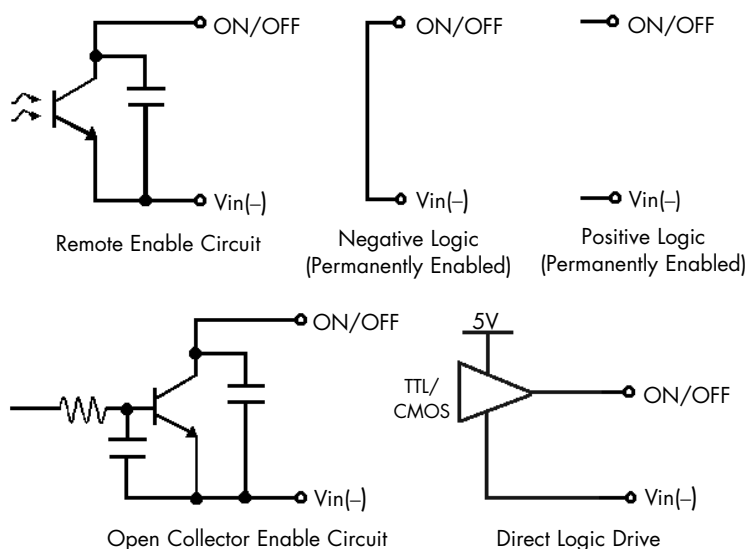 ON/OFF
Vin(–)
Remote Enable Circuit
ON/OFF
Vin(–)
Negative Logic
(Permanently Enabled)
ON/OFF
Vin(–)
Positive Logic
(Permanently Enabled)
ON/OFF
Vin(–)
Open Collector Enable Circuit
5V
TTL/
CMOS
ON/OFF
Vin(–)
Direct Logic Drive